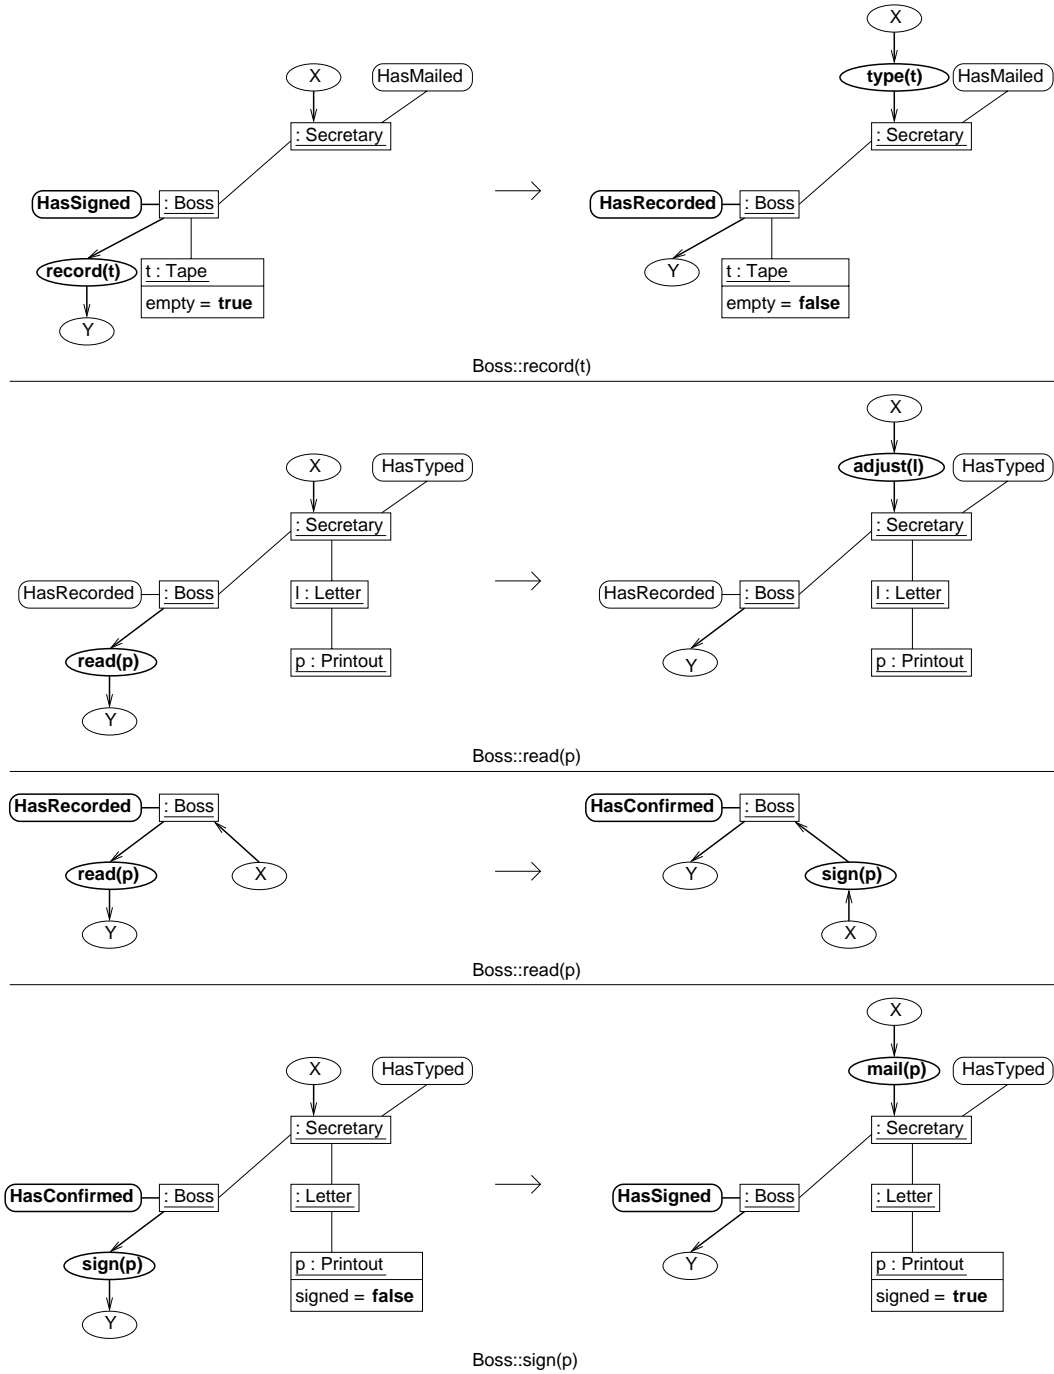 X
X HasMailed type(t) HasMailed
: Secretary : Secretary
HasSigned : Boss HasRecorded : Boss
record(t) t : Tape Y t : Tape
empty = true empty = false
Y
Boss::record(t)
X
X HasTyped adjust(l) HasTyped
: Secretary : Secretary
HasRecorded : Boss l : Letter HasRecorded : Boss l : Letter
read(p) p : Printout Y p : Printout
Y
Boss::read(p)
HasRecorded : Boss HasConfirmed : Boss
read(p) X Y sign(p)
Y X
Boss::read(p)
X
X HasTyped mail(p) HasTyped
: Secretary : Secretary
HasConfirmed : Boss : Letter HasSigned : Boss : Letter
sign(p) p : Printout Y p : Printout
signed = false signed = true
Y
Boss::sign(p)